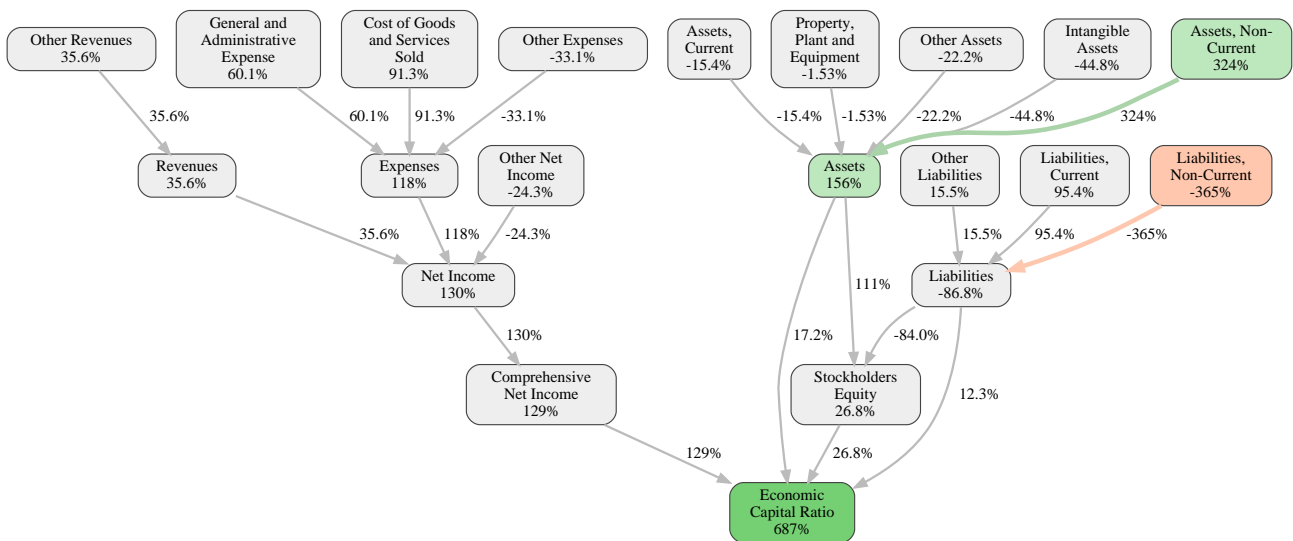 Other Revenues
35.6%
General and
Administrative
Expense
60.1%
Cost of Goods
and Services
Sold
91.3%
Other Expenses
-33.1%
Assets,
Current
-15.4%
Property,
Plant and
Equipment
-1.53%
Other Assets
-22.2%
Intangible
Assets
-44.8%
Assets, Non-
Current
324%
35.6%
60.1%
91.3%
-33.1%
-15.4%
-1.53%
-22.2%
-44.8%
324%
Revenues
35.6%
Expenses
118%
Other Net
Income
-24.3%
Assets
156%
Other
Liabilities
15.5%
Liabilities,
Current
95.4%
Liabilities,
Non-Current
-365%
35.6%
118%
-24.3%
15.5%
95.4%
-365%
Net Income
130%
111%
Liabilities
-86.8%
130%
17.2%
-84.0%
Comprehensive
Net Income
129%
Stockholders
Equity
26.8%
12.3%
129%
26.8%
Economic
Capital Ratio
687%